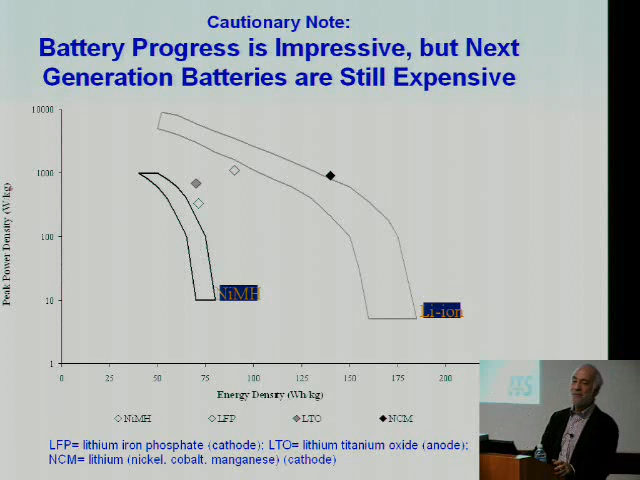 Cautionary Note:
Battery Progress is Impressive, but Next
Generation Batteries are Still Expensive
10000
1000
100
10
1
Peak Power Density (W/kg)
NiMH
Li-ion
0 25 50 75 100 125 150 175 200
Energy Density (Wh/kg)
NiMH LFP LTO NCM
LFP= lithium iron phosphate (cathode); LTO= lithium titanium oxide (anode);
NCM= lithium (nickel, cobalt, manganese) (cathode)
ITS